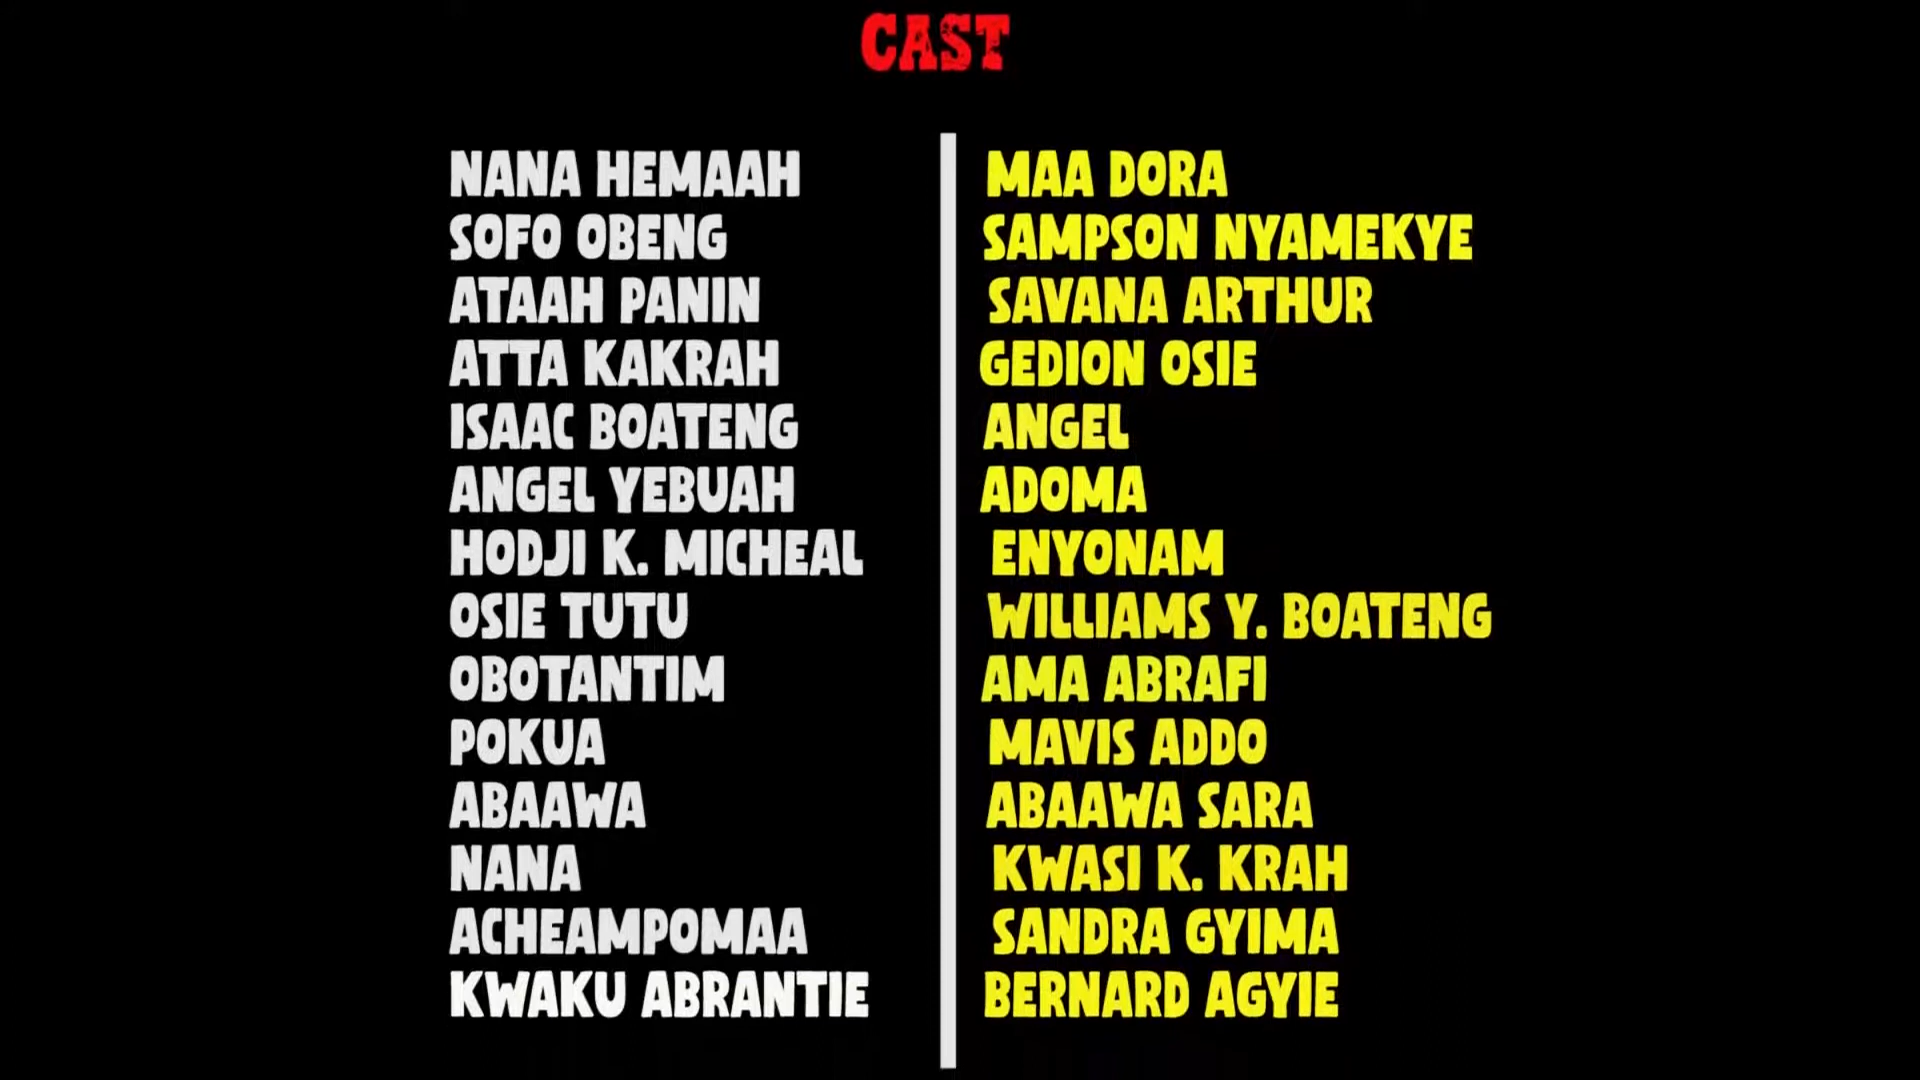 CAST
NANA HEMAAH MAA DORA
SOFO OBENG SAMPSON NYAMEKYE
ATAAH PANIN SAVANA ARTHUR
ATTA KAKRAH GEDION OSIE
ISAAC BOATENG ANGEL
ANGEL YEBUAH ADOMA
HODJI K. MICHEAL ENYONAM
OSIE TUTU WILLIAMS Y. BOATENG
OBOTANTIM AMA ABRAFI
POKUA MAVIS ADDO
ABAAWA ABAAWA SARA
NANA KWASI K. KRAH
ACHEAMPOMAA SANDRA GYIMA
KWAKU ABRANTIE BERNARD AGYIE